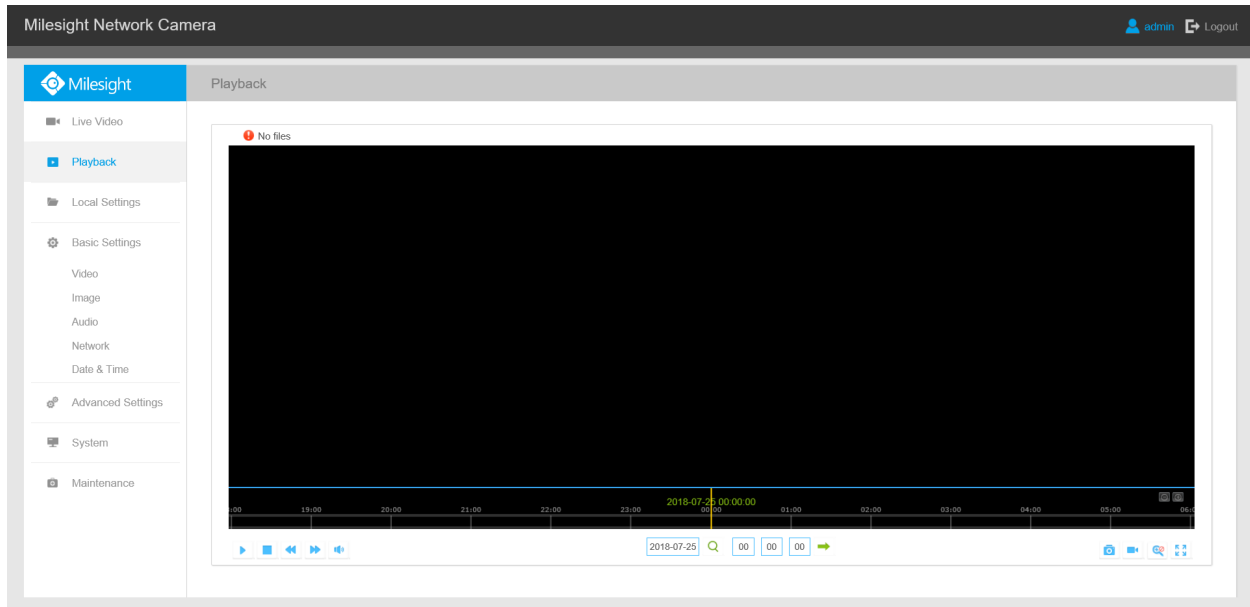 Milesight Network Camera
admin
Logout
Milesight
Playback
Live Video
Playback
Local Settings
Basic Settings
Video
Image
Audio
Network
Date & Time
Advanced Settings
System
Maintenance
No files
2018-07-25 00:00:00
:00 19:00 20:00 21:00 22:00 23:00 00:00 01:00 02:00 03:00 04:00 05:00 06:0
2018-07-25 00 00 00